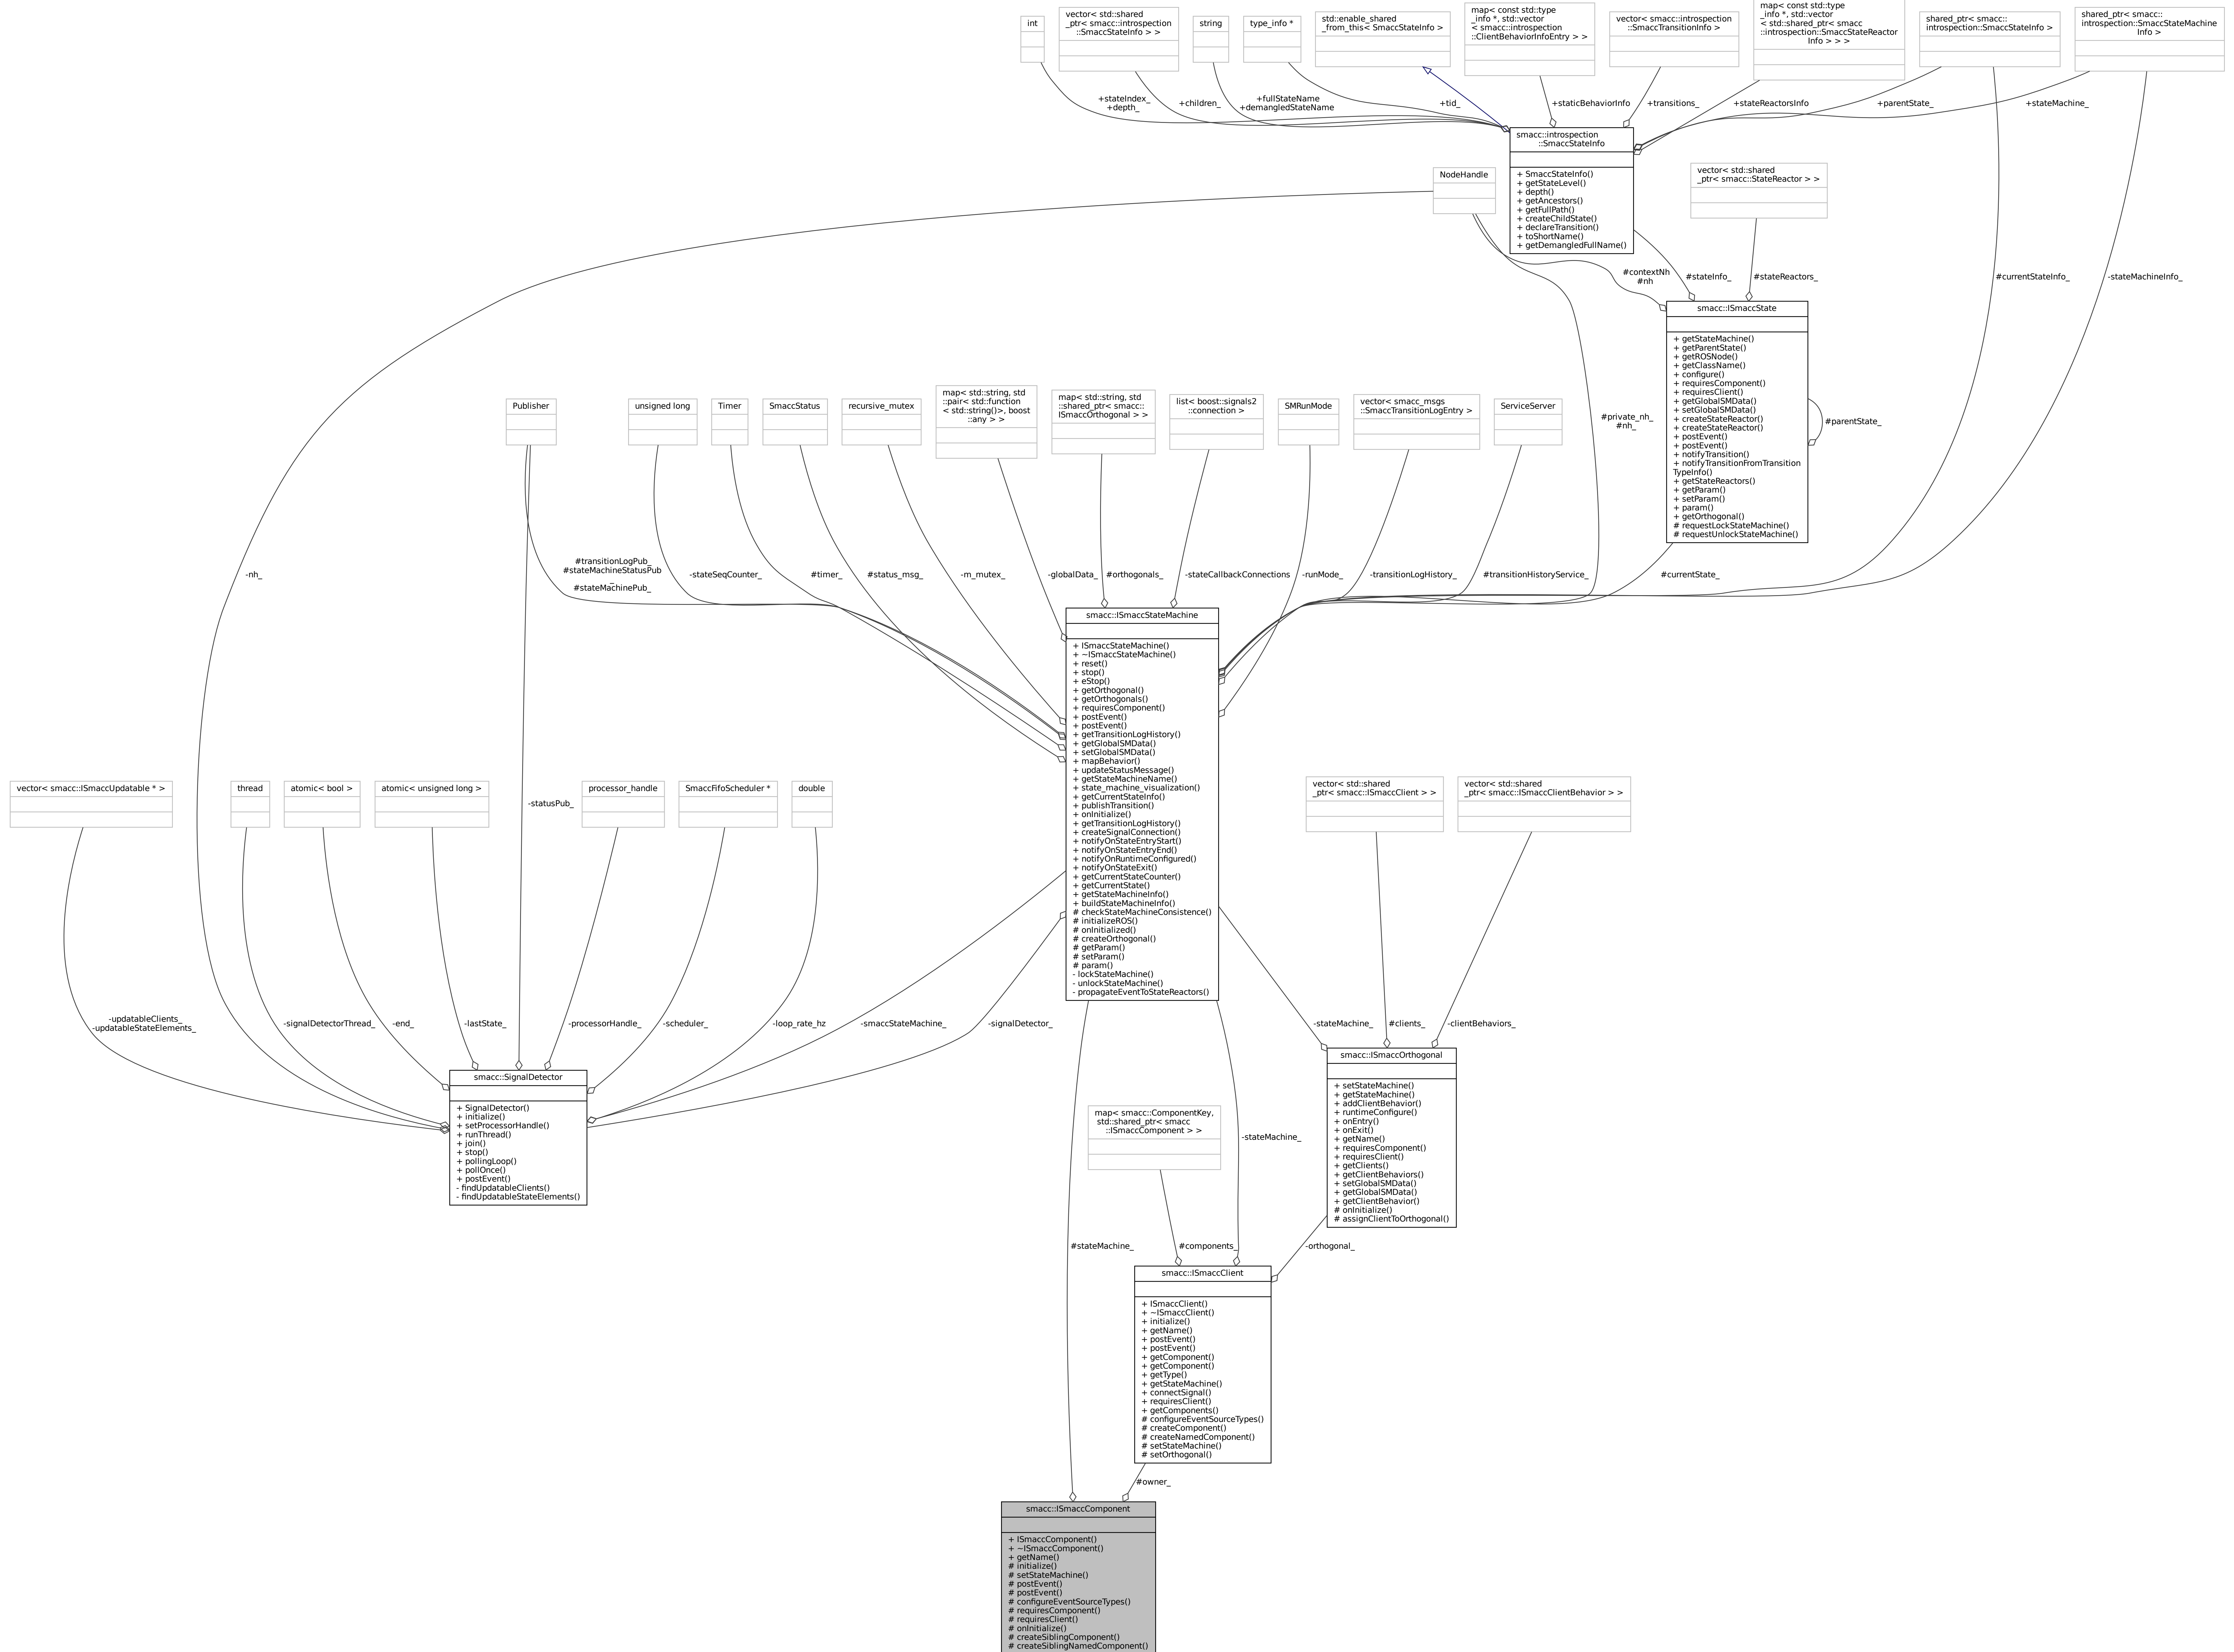 int
vector< std::shared
_ptr< smacc::introspection
::SmaccStateInfo > >
string
type_info *
std::enable_shared
_from_this< SmaccStateInfo >
map< const std::type
_info *, std::vector
< smacc::introspection
::ClientBehaviorInfoEntry > >
vector< smacc::introspection
::SmaccTransitionInfo >
map< const std::type
_info *, std::vector
< std::shared_ptr< smacc
::introspection::SmaccStateReactor
Info > > >
shared_ptr< smacc::
introspection::SmaccStateInfo >
shared_ptr< smacc::
introspection::SmaccStateMachine
Info >
+stateIndex_
+depth_
+children_
+fullStateName
+demangledStateName
+tid_
+staticBehaviorInfo
+transitions_
+stateReactorsInfo
+parentState_
+stateMachine_
smacc::introspection
::SmaccStateInfo
+ SmaccStateInfo()
+ getStateLevel()
+ depth()
+ getAncestors()
+ getFullPath()
+ createChildState()
+ declareTransition()
+ toShortName()
+ getDemangledFullName()
NodeHandle
vector< std::shared
_ptr< smacc::StateReactor > >
#contextNh
#nh
#stateInfo_
#stateReactors_
#currentStateInfo_
-stateMachineInfo_
smacc::ISmaccState
+ getStateMachine()
+ getParentState()
+ getROSNode()
+ getClassName()
+ configure()
+ requiresComponent()
+ requiresClient()
+ getGlobalSMData()
+ setGlobalSMData()
+ createStateReactor()
+ createStateReactor()
+ postEvent()
+ postEvent()
+ notifyTransition()
+ notifyTransitionFromTransition
TypeInfo()
+ getStateReactors()
+ getParam()
+ setParam()
+ param()
+ getOrthogonal()
# requestLockStateMachine()
# requestUnlockStateMachine()
#parentState_
#private_nh_
#nh_
Publisher
unsigned long
Timer
SmaccStatus
recursive_mutex
map< std::string, std
::pair< std::function
< std::string()>, boost
::any > >
map< std::string, std
::shared_ptr< smacc::
ISmaccOrthogonal > >
list< boost::signals2
::connection >
SMRunMode
vector< smacc_msgs
::SmaccTransitionLogEntry >
ServiceServer
-nh_
#transitionLogPub_
#stateMachineStatusPub
_
#stateMachinePub_
-stateSeqCounter_
#timer_
#status_msg_
-m_mutex_
-globalData_
#orthogonals_
-stateCallbackConnections
-runMode_
-transitionLogHistory_
#transitionHistoryService_
#currentState_
smacc::ISmaccStateMachine
+ ISmaccStateMachine()
+ ~ISmaccStateMachine()
+ reset()
+ stop()
+ eStop()
+ getOrthogonal()
+ getOrthogonals()
+ requiresComponent()
+ postEvent()
+ postEvent()
+ getTransitionLogHistory()
+ getGlobalSMData()
+ setGlobalSMData()
+ mapBehavior()
+ updateStatusMessage()
+ getStateMachineName()
+ state_machine_visualization()
+ getCurrentStateInfo()
+ publishTransition()
+ onInitialize()
+ getTransitionLogHistory()
+ createSignalConnection()
+ notifyOnStateEntryStart()
+ notifyOnStateEntryEnd()
+ notifyOnRuntimeConfigured()
+ notifyOnStateExit()
+ getCurrentStateCounter()
+ getCurrentState()
+ getStateMachineInfo()
+ buildStateMachineInfo()
# checkStateMachineConsistence()
# initializeROS()
# onInitialized()
# createOrthogonal()
# getParam()
# setParam()
# param()
- lockStateMachine()
- unlockStateMachine()
- propagateEventToStateReactors()
vector< smacc::ISmaccUpdatable * >
thread
atomic< bool >
atomic< unsigned long >
-statusPub_
processor_handle
SmaccFifoScheduler *
double
vector< std::shared
_ptr< smacc::ISmaccClient > >
vector< std::shared
_ptr< smacc::ISmaccClientBehavior > >
-updatableClients_
-updatableStateElements_
-signalDetectorThread_
-end_
-lastState_
-processorHandle_
-scheduler_
-loop_rate_hz
-smaccStateMachine_
-signalDetector_
-stateMachine_
#clients_
-clientBehaviors_
smacc::SignalDetector
+ SignalDetector()
+ initialize()
+ setProcessorHandle()
+ runThread()
+ join()
+ stop()
+ pollingLoop()
+ pollOnce()
+ postEvent()
- findUpdatableClients()
- findUpdatableStateElements()
smacc::ISmaccOrthogonal
+ setStateMachine()
+ getStateMachine()
+ addClientBehavior()
+ runtimeConfigure()
+ onEntry()
+ onExit()
+ getName()
+ requiresComponent()
+ requiresClient()
+ getClients()
+ getClientBehaviors()
+ setGlobalSMData()
+ getGlobalSMData()
+ getClientBehavior()
# onInitialize()
# assignClientToOrthogonal()
map< smacc::ComponentKey,
std::shared_ptr< smacc
::ISmaccComponent > >
-stateMachine_
#stateMachine_
#components_
-orthogonal_
smacc::ISmaccClient
+ ISmaccClient()
+ ~ISmaccClient()
+ initialize()
+ getName()
+ postEvent()
+ postEvent()
+ getComponent()
+ getComponent()
+ getType()
+ getStateMachine()
+ connectSignal()
+ requiresClient()
+ getComponents()
# configureEventSourceTypes()
# createComponent()
# createNamedComponent()
# setStateMachine()
# setOrthogonal()
#owner_
smacc::ISmaccComponent
+ ISmaccComponent()
+ ~ISmaccComponent()
+ getName()
# initialize()
# setStateMachine()
# postEvent()
# postEvent()
# configureEventSourceTypes()
# requiresComponent()
# requiresClient()
# onInitialize()
# createSiblingComponent()
# createSiblingNamedComponent()